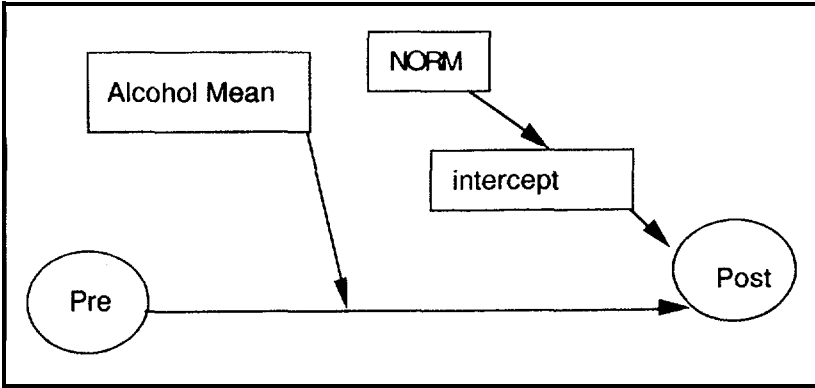 NORM
Alcohol Mean
intercept
Post
Pre